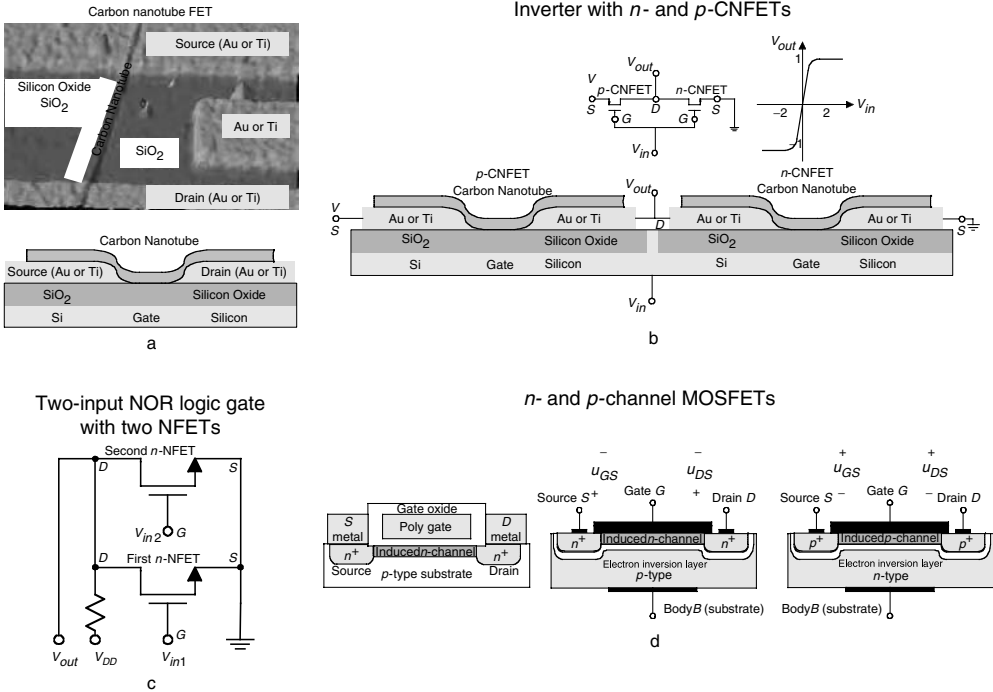 Carbon nanotube FET
Source (Au or Ti)
Silicon Oxide
SiO2
Carbon Nanotube
Au or Ti
SiO2
Drain (Au or Ti)
Carbon Nanotube
Source (Au or Ti)
Drain (Au or Ti)
SiO2
Silicon Oxide
Si
Gate
Silicon
a
Inverter with n- and p-CNFETs
Vout
V
p-CNFET
n-CNFET
S
D
S
G
G
Vin
Vout
1
Vin
−2
2
−1
p-CNFET
Carbon Nanotube
Vout
n-CNFET
Carbon Nanotube
V
S
Au or Ti
Au or Ti
D
Au or Ti
Au or Ti
S
SiO2
Silicon Oxide
SiO2
Silicon Oxide
Si
Gate
Silicon
Si
Gate
Silicon
Vin
b
Two-input NOR logic gate
with two NFETs
Second n-NFET
D
S
Vin2
G
First n-NFET
D
S
G
Vout
VDD
Vin1
c
n- and p-channel MOSFETs
Gate oxide
S
metal
Poly gate
D
metal
n+
Induced n-channel
n+
Source
p-type substrate
Drain
− −
uGS uDS
Source S + Gate G + Drain D
n+
Induced n-channel
n+
Electron inversion layer
p-type
Body B (substrate)
+ +
uGS uDS
Source S − Gate G − Drain D
p+
Induced p-channel
p+
Electron inversion layer
n-type
Body B (substrate)
d